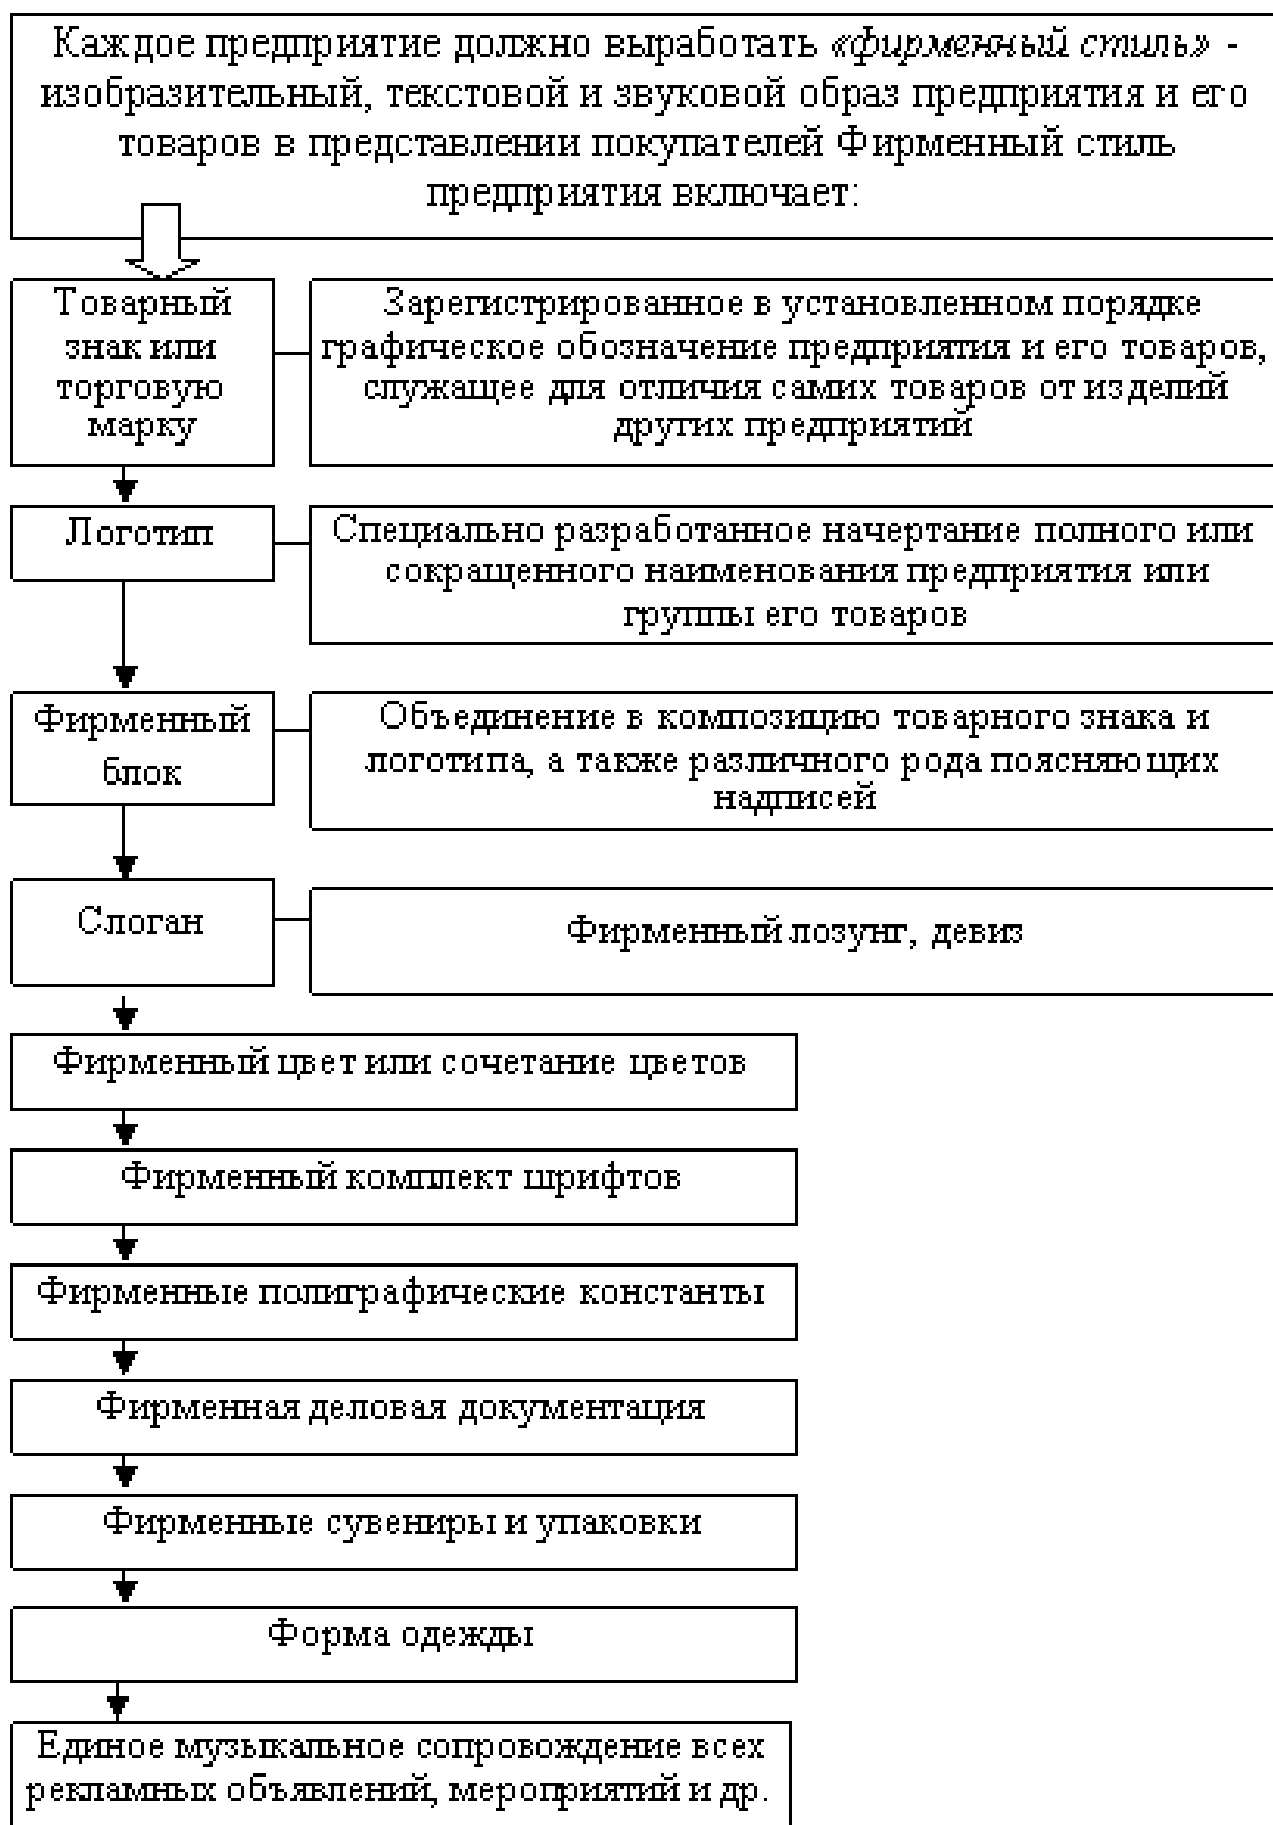 Каждое предприятие должно выработать «фирменный стиль» -
изобразительный, текстовой и звуковой образ предприятия и его
товаров в представлении покупателей Фирменный стиль
предприятия включает:
Товарный
знак или
торговую
марку
Зарегистрированное в установленном порядке
графическое обозначение предприятия и его товаров,
служащее для отличия самих товаров от изделий
других предприятий
Логотип
Специально разработанное начертание полного или
сокращенного наименования предприятия или
группы его товаров
Фирменный
блок
Объединение в композицию товарного знака и
логотипа, а также различного рода поясняющих
надписей
Слоган
Фирменный лозунг, девиз
Фирменный цвет или сочетание цветов
Фирменный комплект шрифтов
Фирменные полиграфические константы
Фирменная деловая документация
Фирменные сувениры и упаковки
Форма одежды
Единое музыкальное сопровождение всех
рекламных объявлений, мероприятий и др.